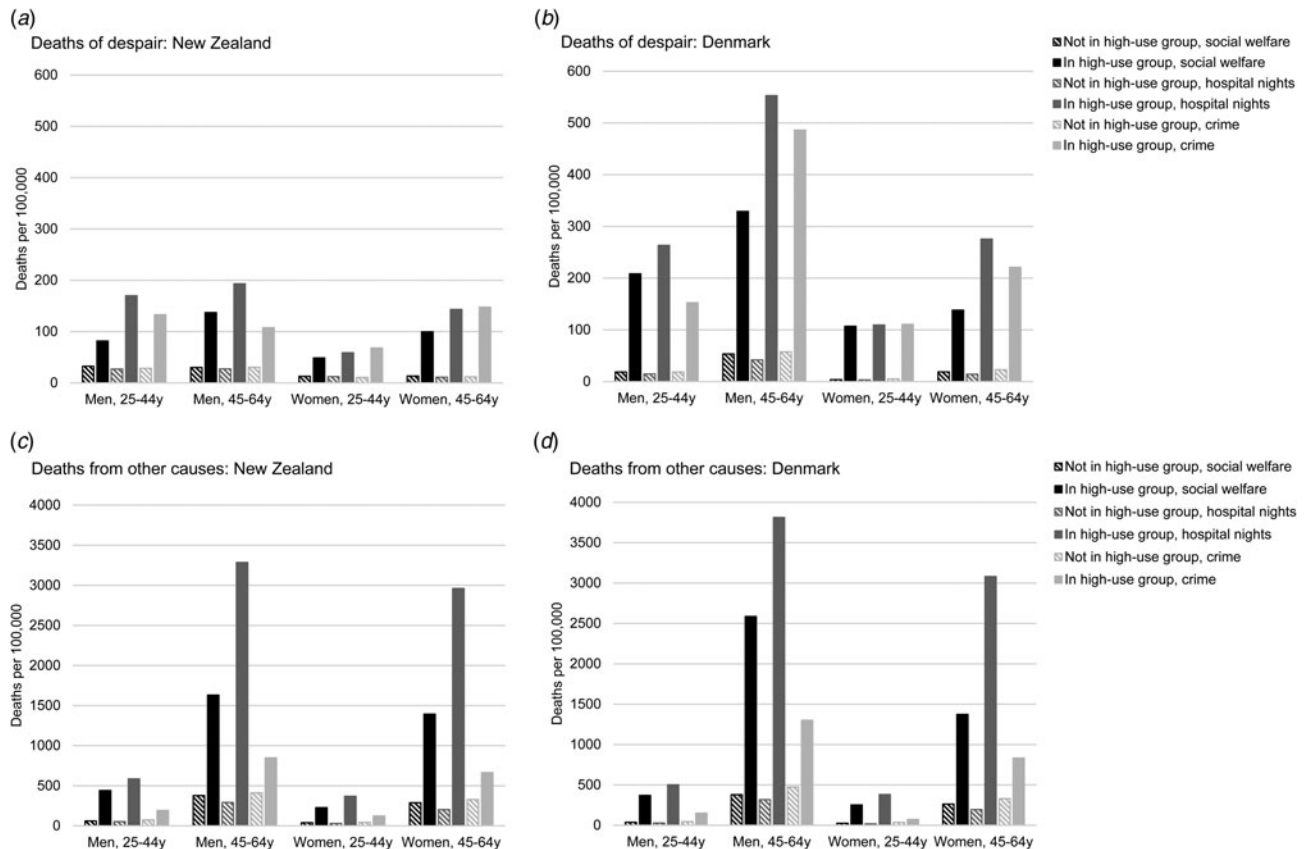 (a)
Deaths of despair: New Zealand
600
500
400
300
200
100
0
Deaths per 100,000
Men, 25-44y
Men, 45-64y
Women, 25-44y
Women, 45-64y
(b)
Deaths of despair: Denmark
600
500
400
300
200
100
0
Deaths per 100,000
Men, 25-44y
Men, 45-64y
Women, 25-44y
Women, 45-64y
Not in high-use group, social welfare
In high-use group, social welfare
Not in high-use group, hospital nights
In high-use group, hospital nights
Not in high-use group, crime
In high-use group, crime
(c)
Deaths from other causes: New Zealand
4000
3500
3000
2500
2000
1500
1000
500
0
Deaths per 100,000
Men, 25-44y
Men, 45-64y
Women, 25-44y
Women, 45-64y
(d)
Deaths from other causes: Denmark
4000
3500
3000
2500
2000
1500
1000
500
0
Deaths per 100,000
Men, 25-44y
Men, 45-64y
Women, 25-44y
Women, 45-64y
Not in high-use group, social welfare
In high-use group, social welfare
Not in high-use group, hospital nights
In high-use group, hospital nights
Not in high-use group, crime
In high-use group, crime